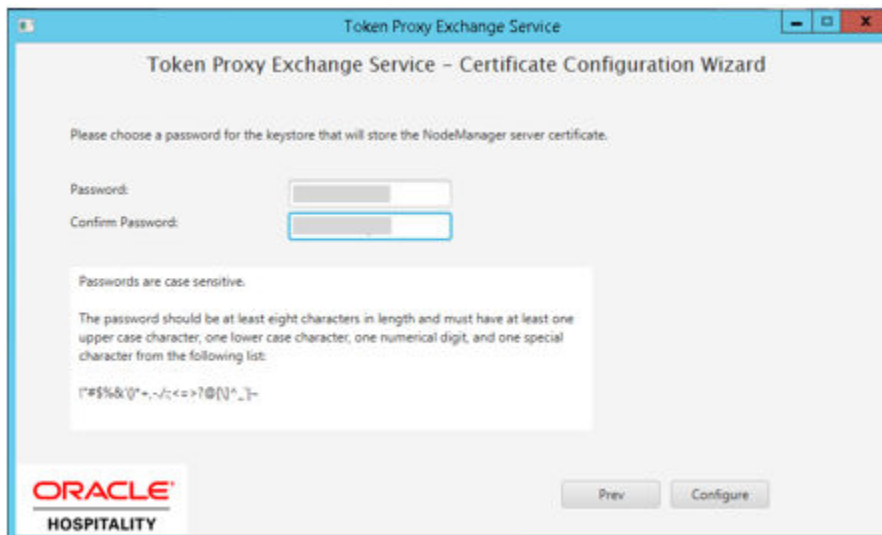 Token Proxy Exchange Service
Token Proxy Exchange Service - Certificate Configuration Wizard
Please choose a password for the keystore that will store the NodeManager server certificate.
Password:
Confirm Password:
Passwords are case sensitive.
The password should be at least eight characters in length and must have at least one
upper case character, one lower case character, one numerical digit, and one special
character from the following list:
ORACLE
HOSPITALITY
Prev
Configure